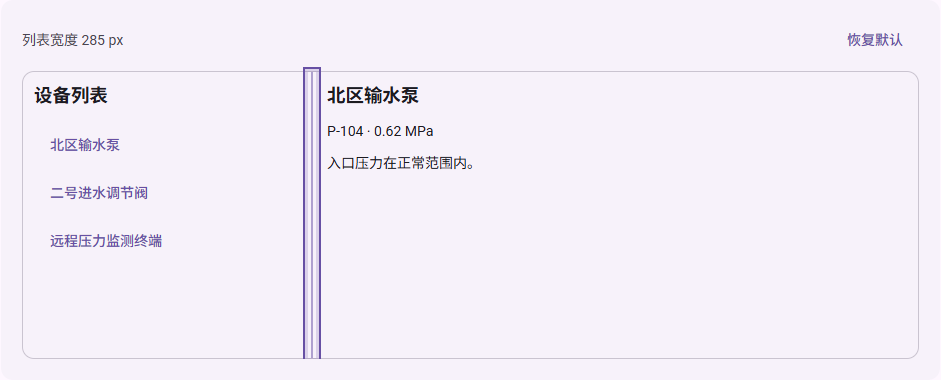 列表宽度 285 px
恢复默认
设备列表
北区输水泵
二号进水调节阀
远程压力监测终端
北区输水泵
P-104 · 0.62 MPa
入口压力在正常范围内。